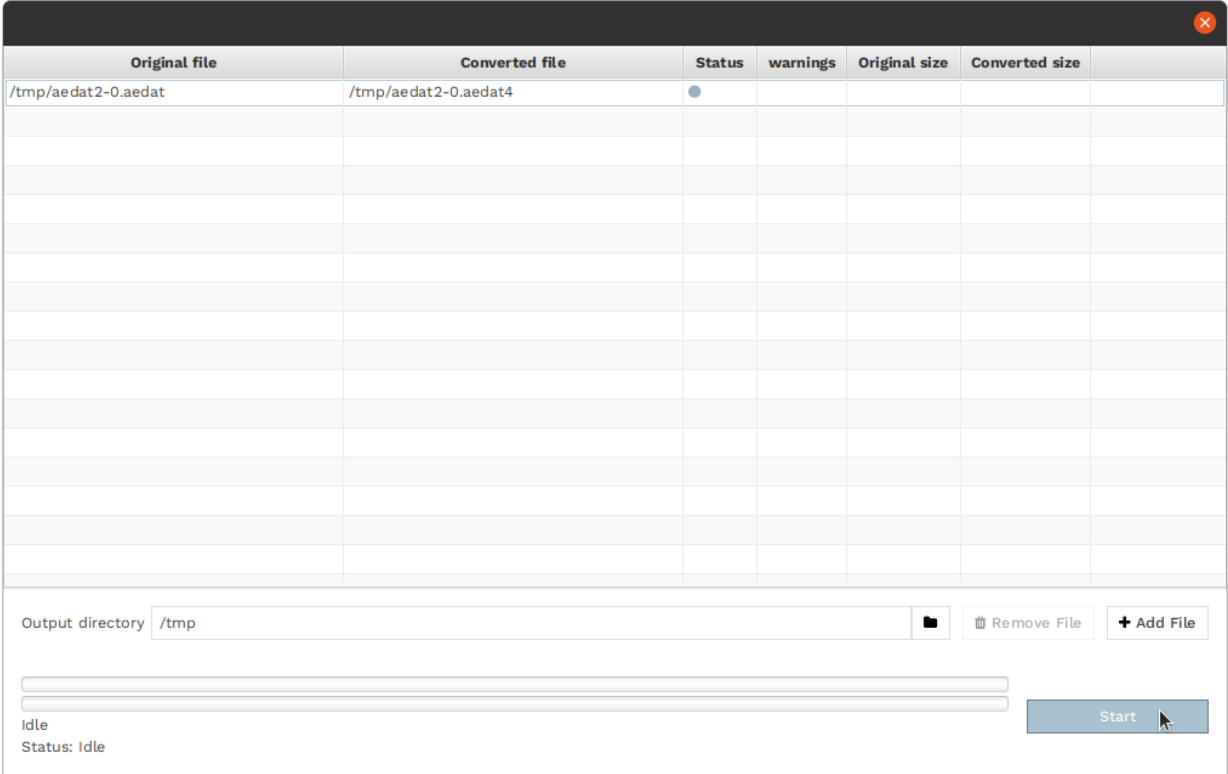 Original file Converted file Status warnings Original size Converted size
/tmp/aedat2-0.aedat /tmp/aedat2-0.aedat4
Output directory /tmp Remove File Add File
Idle
Start
Status: Idle